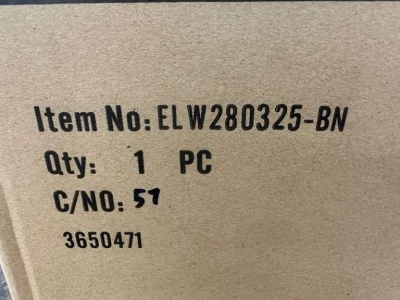 Item No: ELW280325-BN
Qty: 1 PC
C/NO: 57
3650471